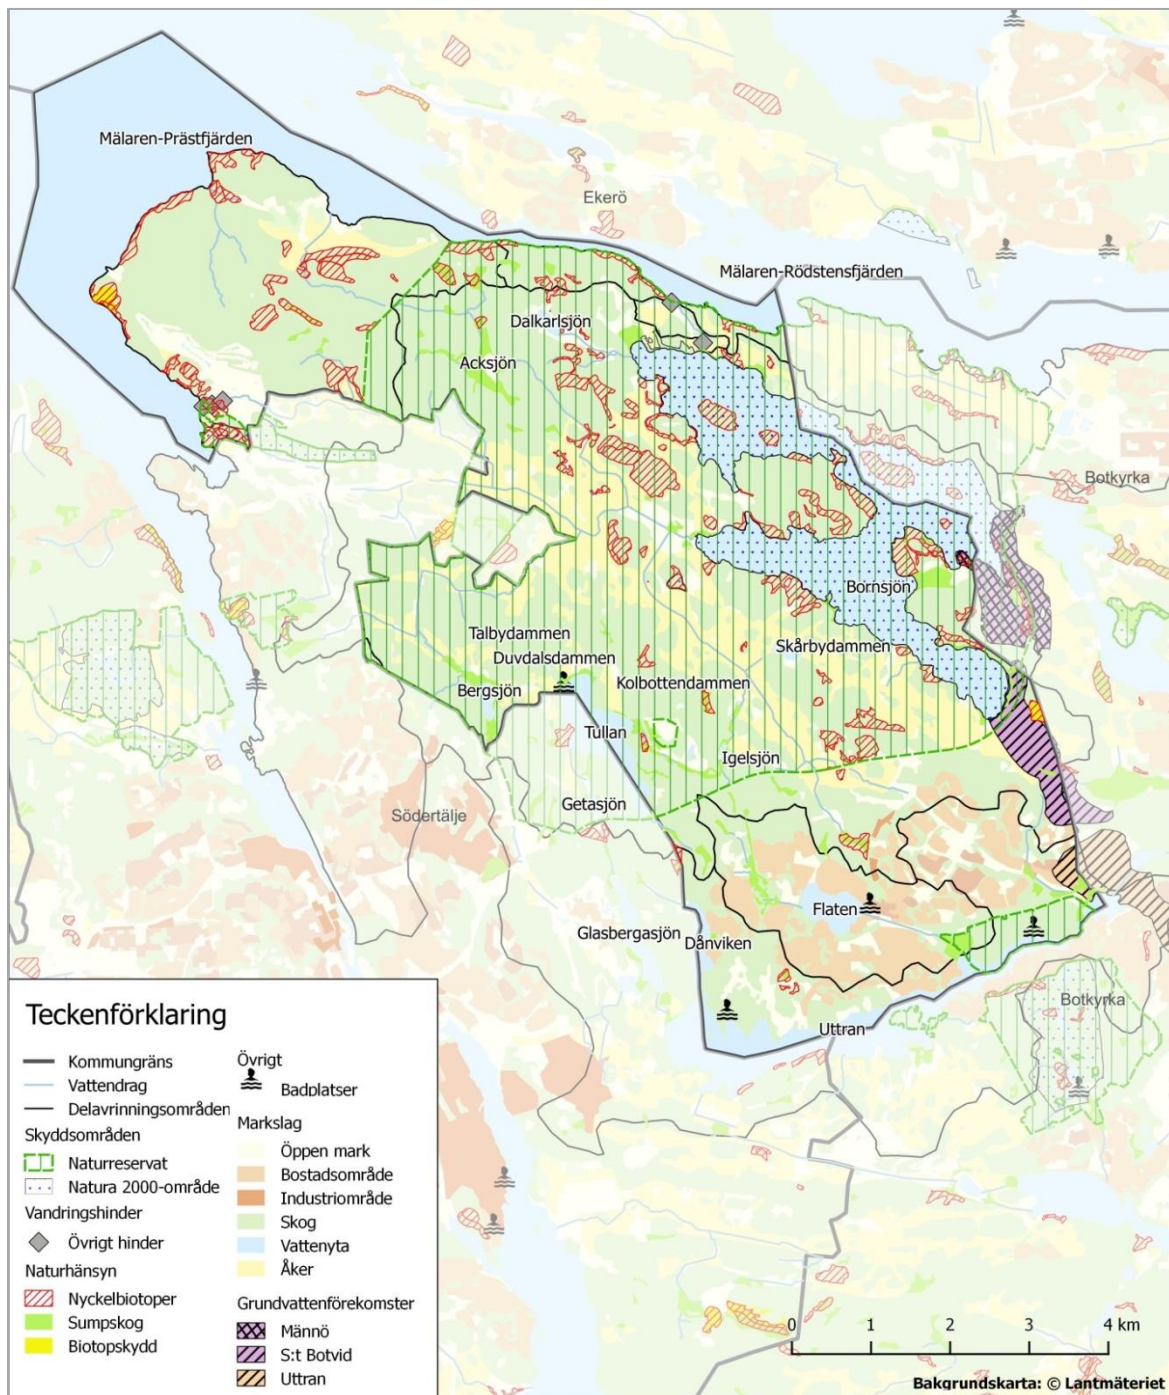 Mälaren-Prästfjärden
Ekerö
Mälaren-Rödstensfjärden
Dalkarlsjön
Acksjön
Botkyrka
Bornsjön
Talbydammen
Skårbydammen
Duvdalsdammen
Kolbottendammen
Bergsjön
Tullan
Igelsjön
Getasjön
Södertälje
Flaten
Glasbergasjön
Dånviken
Botkyrka
Uttran
Teckenförklaring
Kommungräns
Vattendrag
Delavrinningsområden
Skyddsområden
Naturreservat
Natura 2000-område
Vandringshinder
Övrigt hinder
Naturhänsyn
Nyckelbiotoper
Sumpskog
Biotopskydd
Övrigt
Badplatser
Markslag
Öppen mark
Bostadsområde
Industriområde
Skog
Vattenyta
Åker
Grundvattenförekomster
Männö
S:t Botvid
Uttran
0 1 2 3 4 km
Bakgrundskarta: © Lantmäteriet